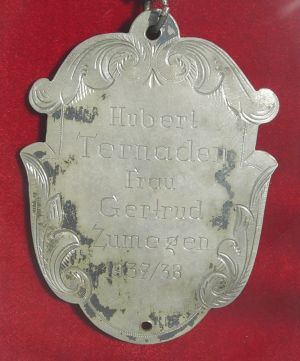 Hubert
Ternaden
Frau
Gertrud
Zumegen
1937/38